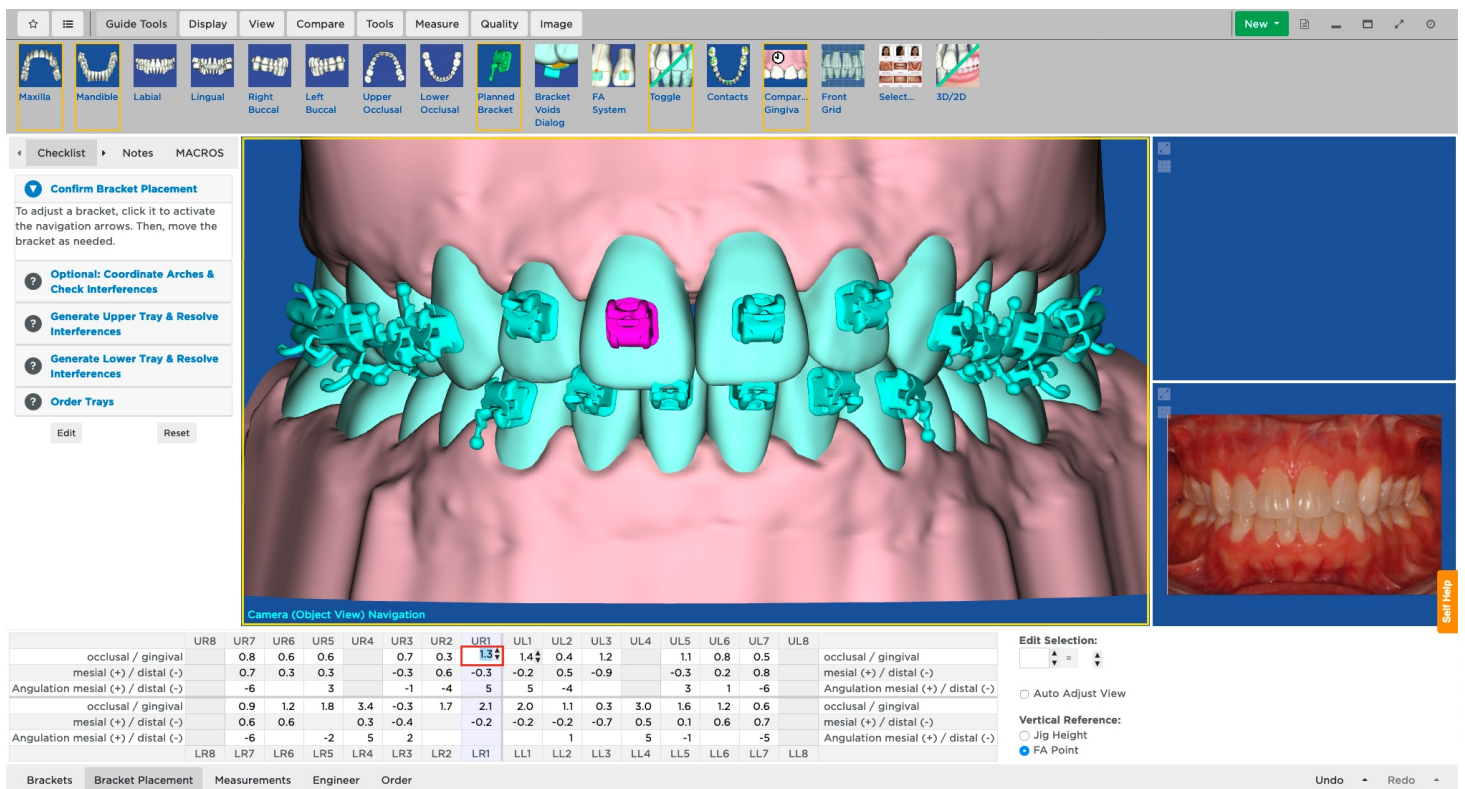 Guide Tools Display View Compare Tools Measure Quality Image New
Maxilla Mandible Labial Lingual Right Buccal Left Buccal Upper Occlusal Lower Occlusal Planned Bracket Bracket Voids Dialog FA System Toggle Contacts Compar... Gingiva Front Grid Select... 3D/2D
Checklist Notes MACROS
Confirm Bracket Placement
To adjust a bracket, click it to activate
the navigation arrows. Then, move the
bracket as needed.
? Optional: Coordinate Arches &
Check Interferences
? Generate Upper Tray & Resolve
Interferences
? Generate Lower Tray & Resolve
Interferences
? Order Trays
Edit Reset
Camera (Object View) Navigation
Self Help
UR8 UR7 UR6 UR5 UR4 UR3 UR2 UR1 UL1 UL2 UL3 UL4 UL5 UL6 UL7 UL8
occlusal / gingival 0.8 0.6 0.6 0.7 0.3 1.3 1.4 0.4 1.2 1.1 0.8 0.5 occlusal / gingival
mesial (+) / distal (-) 0.7 0.3 0.3 -0.3 0.6 -0.3 -0.2 0.5 -0.9 -0.3 0.2 0.8 mesial (+) / distal (-)
Angulation mesial (+) / distal (-) -6 3 -1 -4 5 5 -4 3 1 -6 Angulation mesial (+) / distal (-)
occlusal / gingival 0.9 1.2 1.8 3.4 -0.3 1.7 2.1 2.0 1.1 0.3 3.0 1.6 1.2 0.6 occlusal / gingival
mesial (+) / distal (-) 0.6 0.6 0.3 -0.4 -0.2 -0.2 -0.2 -0.7 0.5 0.1 0.6 0.7 mesial (+) / distal (-)
Angulation mesial (+) / distal (-) -6 -2 5 2 1 5 -1 -5 Angulation mesial (+) / distal (-)
LR8 LR7 LR6 LR5 LR4 LR3 LR2 LR1 LL1 LL2 LL3 LL4 LL5 LL6 LL7 LL8
Edit Selection:
=
Auto Adjust View
Vertical Reference:
Jig Height
FA Point
Brackets Bracket Placement Measurements Engineer Order Undo Redo